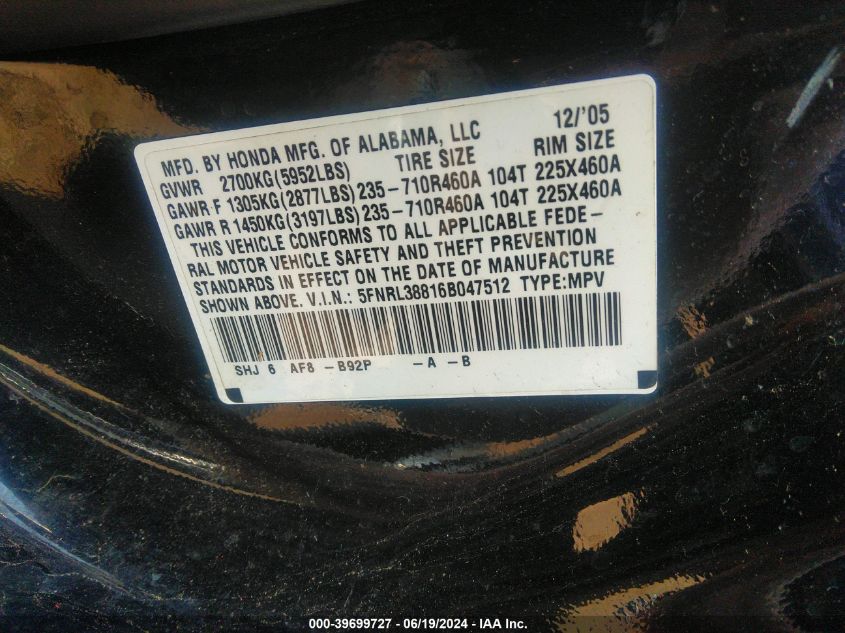 MFD. BY HONDA MFG. OF ALABAMA, LLC 12/'05
GVWR 2700KG(5952LBS) TIRE SIZE RIM SIZE
GAWR F 1305KG(2877LBS) 235-710R460A 104T 225X460A
GAWR R 1450KG(3197LBS) 235-710R460A 104T 225X460A
THIS VEHICLE CONFORMS TO ALL APPLICABLE FEDE-
RAL MOTOR VEHICLE SAFETY AND THEFT PREVENTION
STANDARDS IN EFFECT ON THE DATE OF MANUFACTURE
SHOWN ABOVE. V.I.N.: 5FNRL38816B047512 TYPE:MPV
SHJ 6 AF8 -B92P -A -B
000-39699727 - 06/19/2024 - IAA Inc.